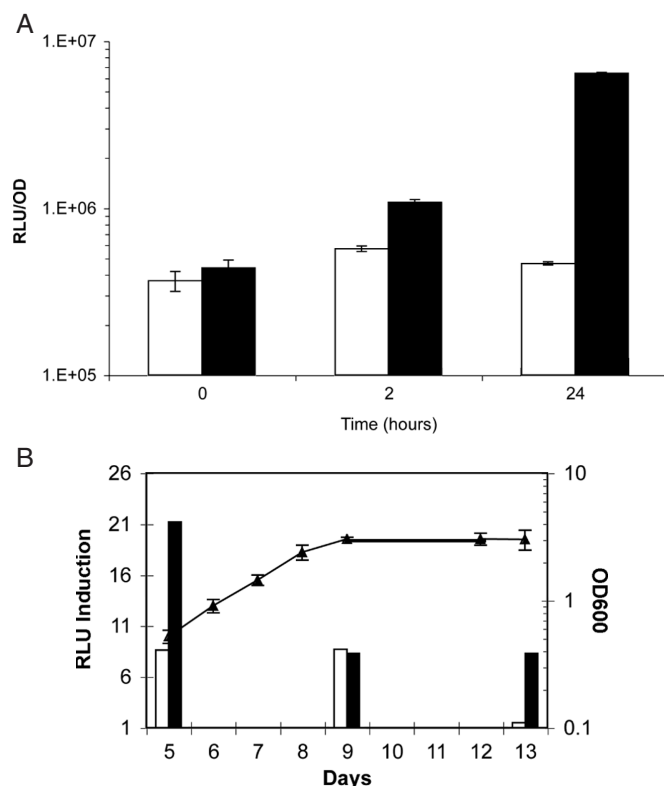 A
1.E+07
1.E+06
1.E+05
RLU/OD
0 2 24
Time (hours)
B
26
21
16
11
6
1
RLU Induction
10
1
0.1
OD600
5 6 7 8 9 10 11 12 13
Days